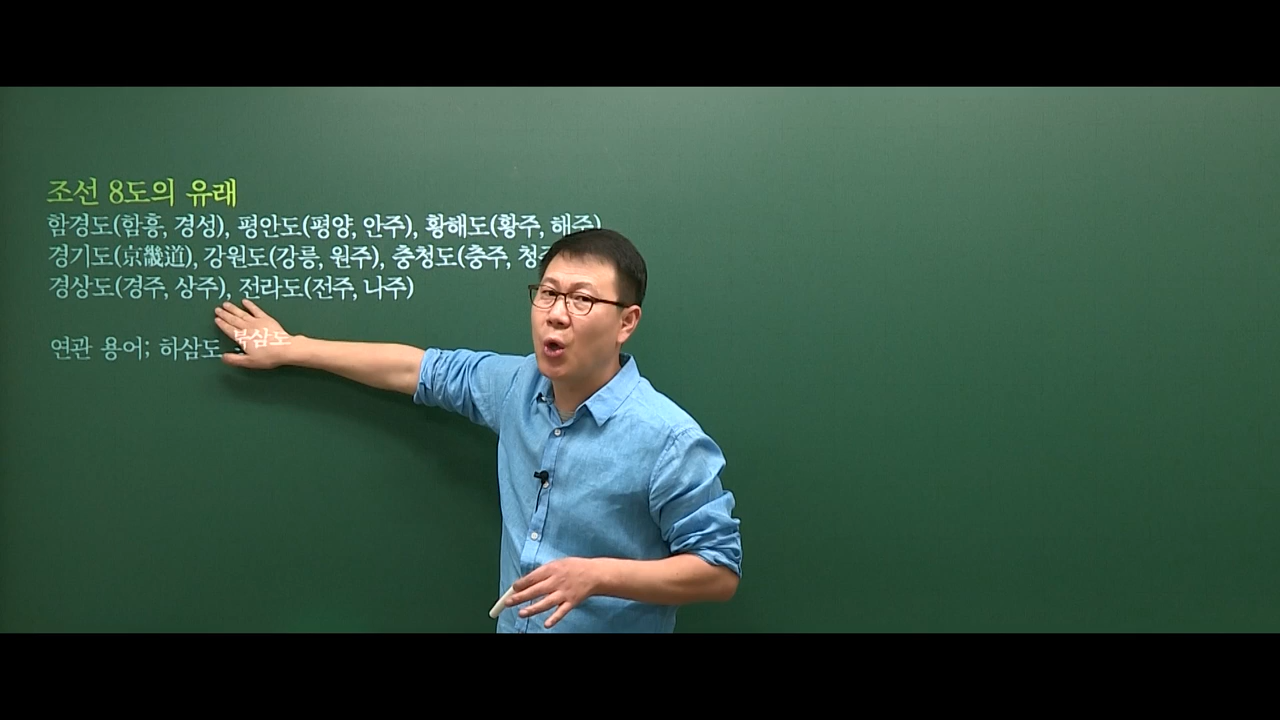 조선 8도의 유래
함경도(함흥, 경성), 평안도(평양, 안주), 황해도(황주, 해주)
경기도(京畿道), 강원도(강릉, 원주), 충청도(충주,
경상도(경주, 상주), 전라도(전주, 나주)
연관 용어; 하삼도 북삼도